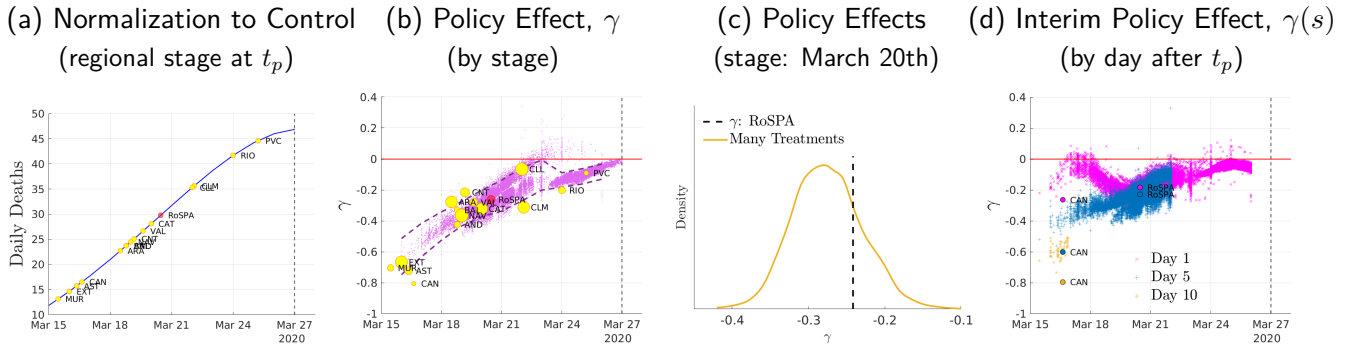 (a) Normalization to Control
(regional stage at tp)
Daily Deaths
50
45
40
35
30
25
20
15
10
PVC
RIO
CLM
RoSPA
CAT
VAL
CNT
ARA
CAN
AST
EXT
MUR
Mar 15
Mar 18
Mar 21
Mar 24
Mar 27
2020
(b) Policy Effect, γ
(by stage)
γ
0.4
0.2
0
-0.2
-0.4
-0.6
-0.8
-1
CLL
PVC
RIO
CNT
ARA
VAL
RoSPA
BAL
CAT
NAV
CLM
AND
EXT
MUR
AST
CAN
Mar 15
Mar 18
Mar 21
Mar 24
Mar 27
2020
(c) Policy Effects
(stage: March 20th)
γ: RoSPA
Many Treatments
Density
-0.4
-0.3
-0.2
-0.1
γ
(d) Interim Policy Effect, γ(s)
(by day after tp)
γ
0.4
0.2
0
-0.2
-0.4
-0.6
-0.8
-1
RoSPA
RoSPA
CAN
CAN
CAN
Day 1
Day 5
Day 10
Mar 15
Mar 18
Mar 21
Mar 24
Mar 27
2020